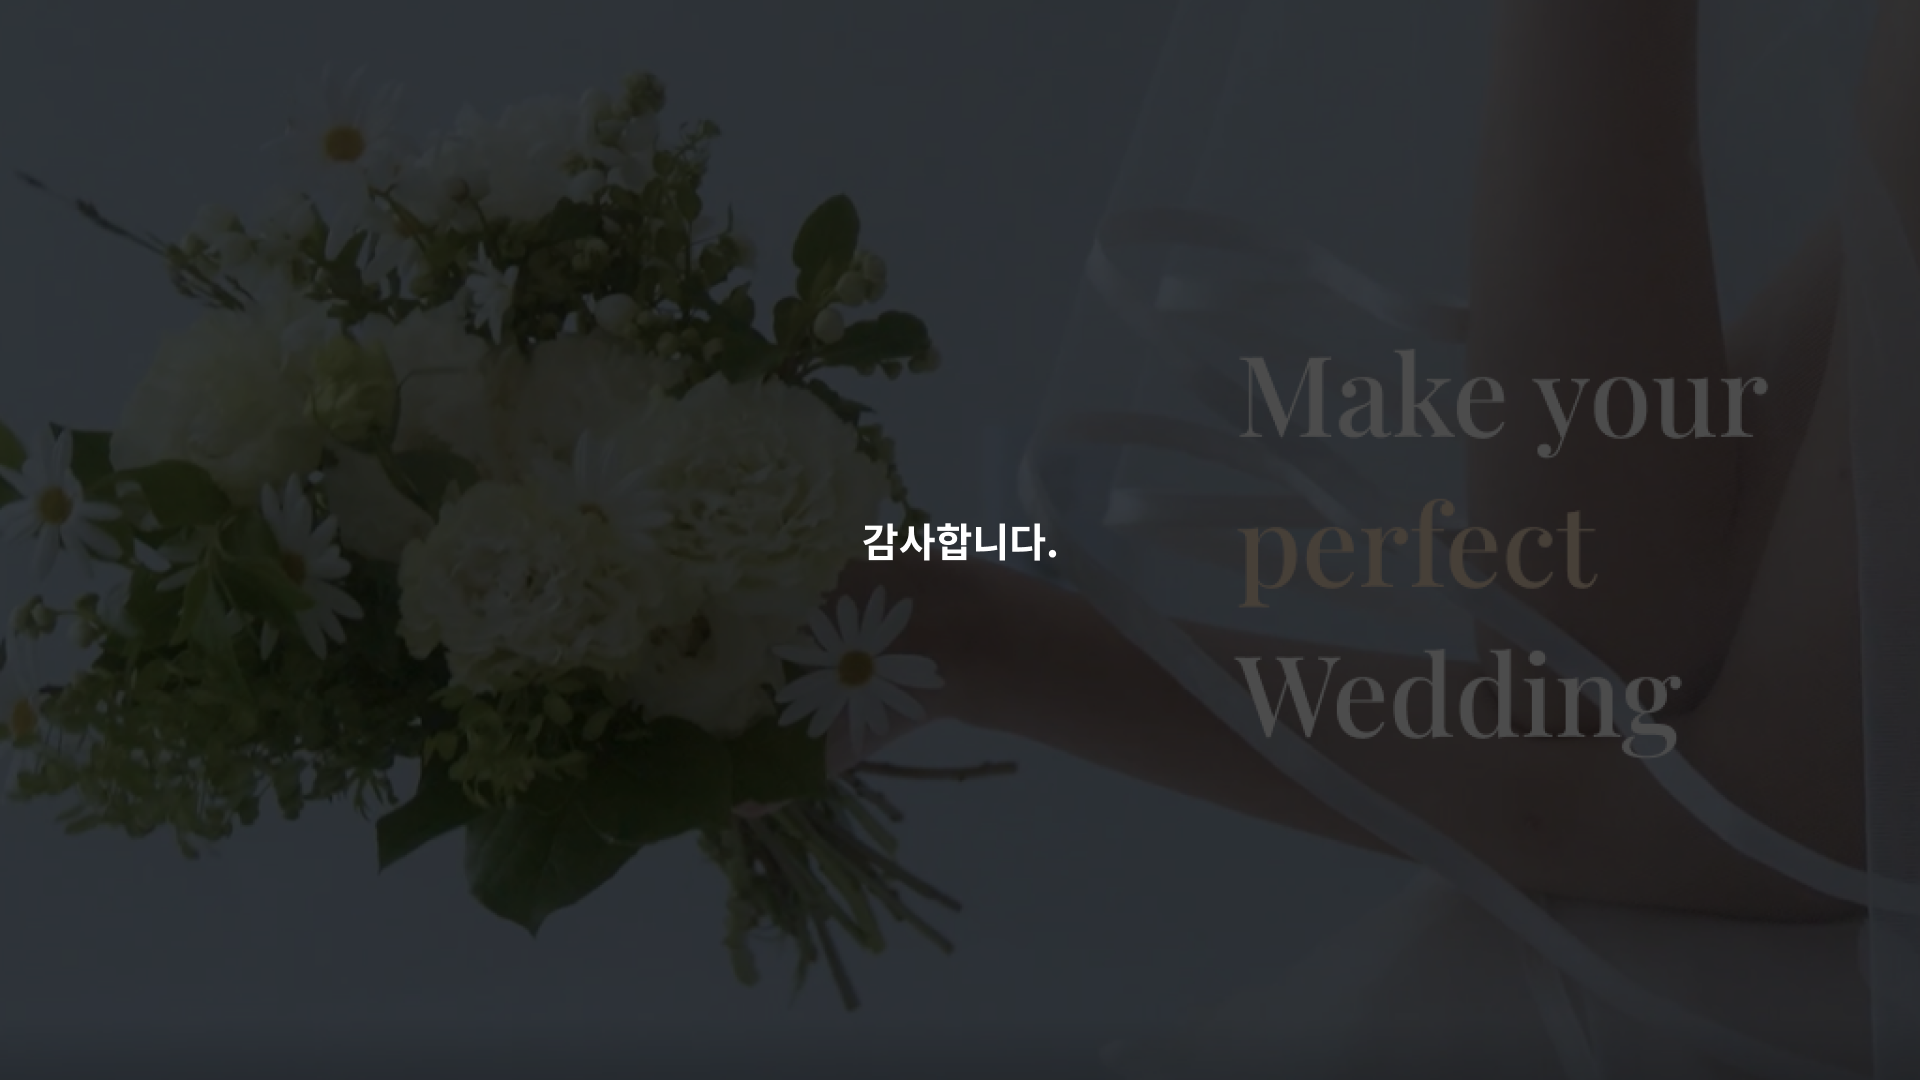 감사합니다.
Make your
perfect
Wedding